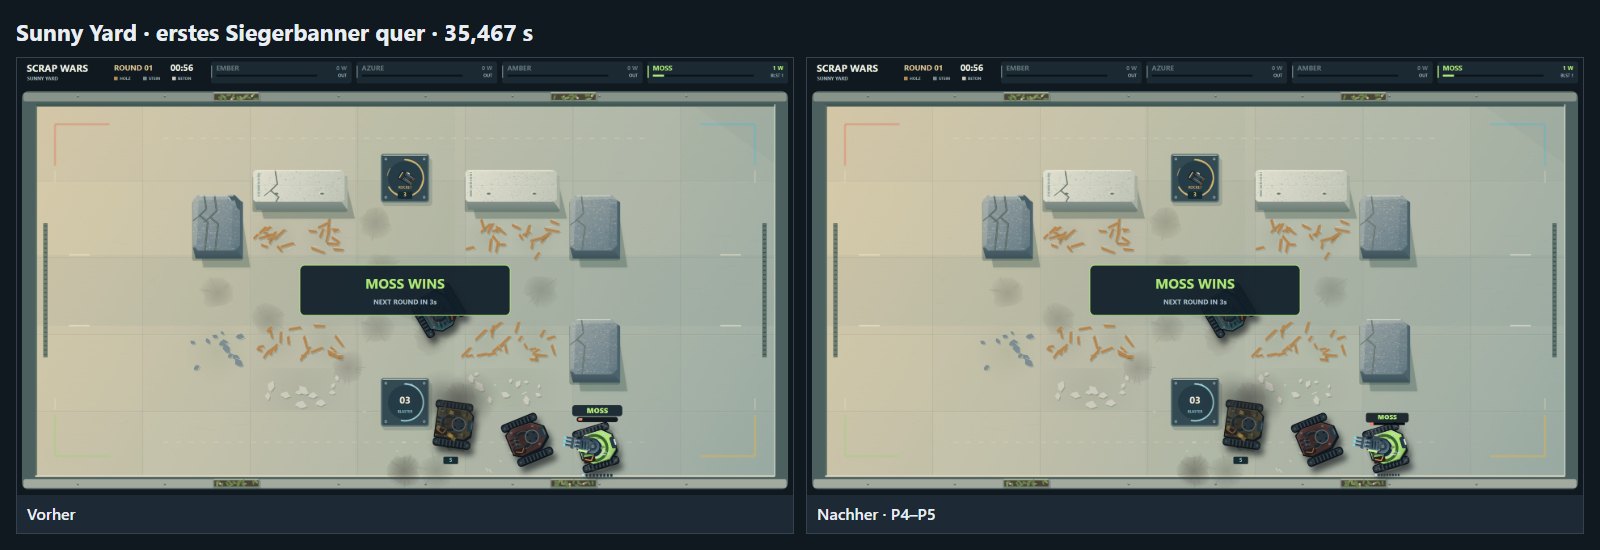 Sunny Yard · erstes Siegerbanner quer · 35,467 s
SCRAP WARS
SUNNY YARD
ROUND 01 00:56
HOLZ STEIN BETON
EMBER 0 W
OUT
AZURE 0 W
OUT
AMBER 0 W
OUT
MOSS 1 W
ROCKET
3
MOSS WINS
NEXT ROUND IN 3s
03
BLASTER
MOSS
S
Vorher
SCRAP WARS
SUNNY YARD
ROUND 01 00:56
HOLZ STEIN BETON
EMBER 0 W
OUT
AZURE 0 W
OUT
AMBER 0 W
OUT
MOSS 1 W
ROCKET
3
MOSS WINS
NEXT ROUND IN 3s
03
BLASTER
MOSS
S
Nachher · P4–P5